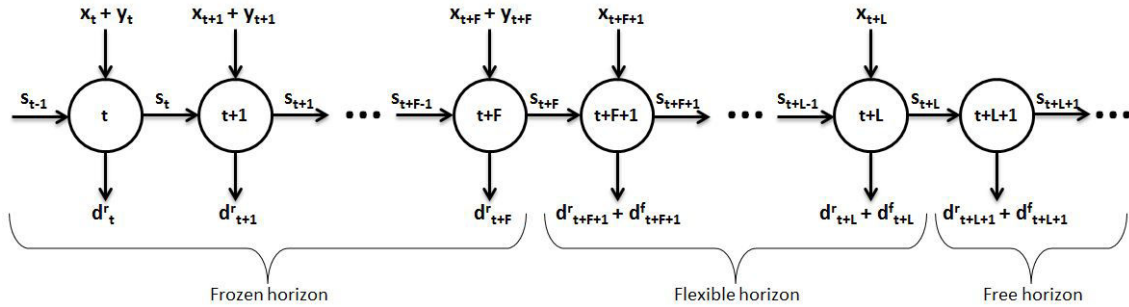 x_t + y_t x_{t+1} + y_{t+1} x_{t+F} + y_{t+F} x_{t+F+1} x_{t+L}
s_{t-1} t s_t t+1 s_{t+1} ••• s_{t+F-1} t+F s_{t+F} t+F+1 s_{t+F+1} ••• s_{t+L-1} t+L s_{t+L} t+L+1 s_{t+L+1} •••
d^r_t d^r_{t+1} d^r_{t+F} d^r_{t+F+1} + d^f_{t+F+1} d^r_{t+L} + d^f_{t+L} d^r_{t+L+1} + d^f_{t+L+1}
Frozen horizon Flexible horizon Free horizon